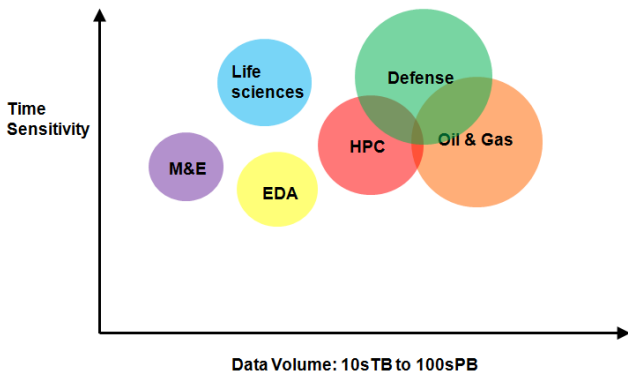 Life
sciences
Defense
Time
Sensitivity
HPC
Oil & Gas
M&E
EDA
Data Volume: 10sTB to 100sPB